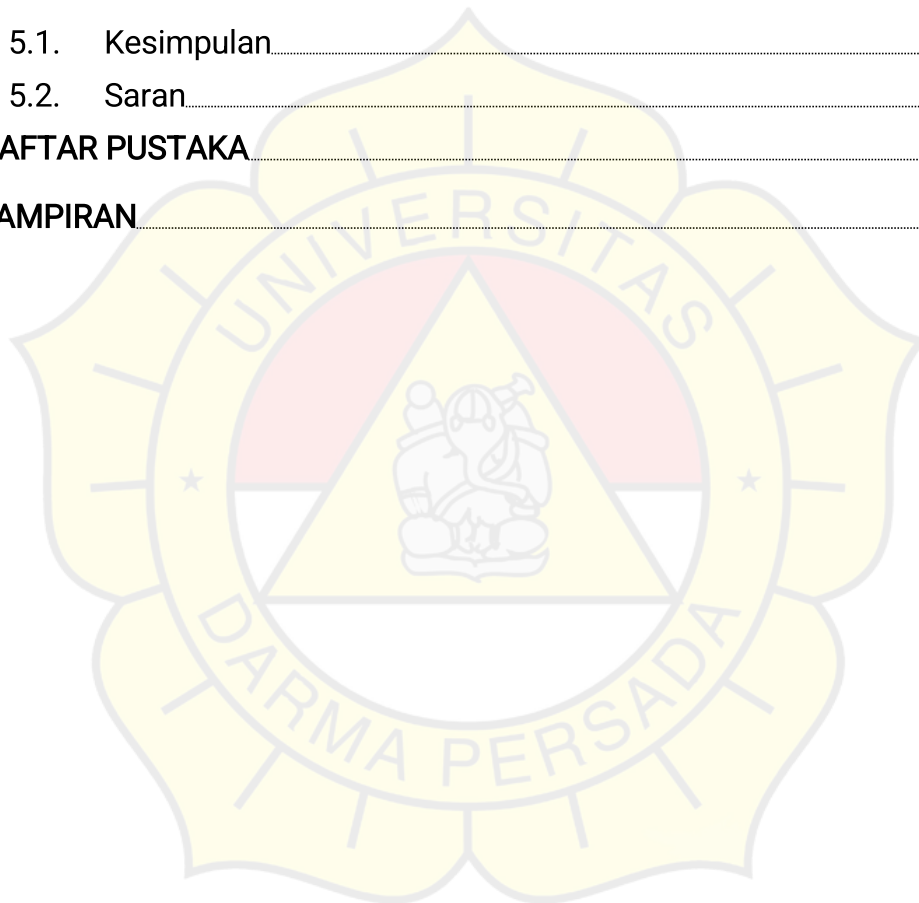 5.1. Kesimpulan
5.2. Saran
AFTAR PUSTAKA
AMPIRAN
UNIVERSITAS
DARMA PERSADA